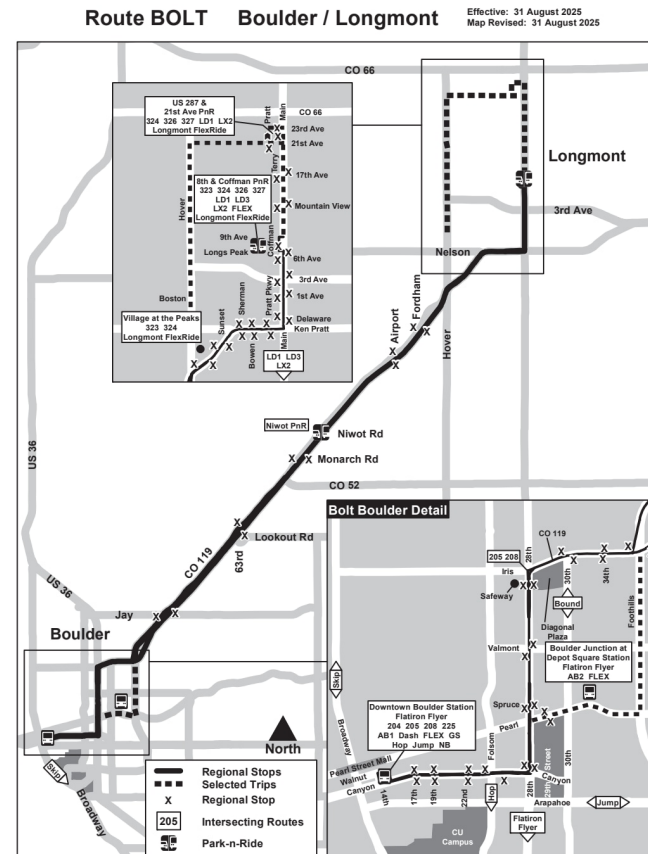 Route BOLT Boulder / Longmont
Effective: 31 August 2025
Map Revised: 31 August 2025
CO 66
US 287 &
21st Ave PnR
324 326 327 LD1 LX2
Longmont FlexRide
Pratt
Main
CO 66
23rd Ave
21st Ave
Terry
17th Ave
8th & Coffman PnR
323 324 326 327
LD1 LD3
LX2 FLEX
Longmont FlexRide
Hover
Mountain View
Coffman
9th Ave
Longs Peak
6th Ave
3rd Ave
Pratt Pkwy
1st Ave
Boston
Sherman
Sunset
Delaware
Ken Pratt
Village at the Peaks
323 324
Longmont FlexRide
Bowen
Main
LD1 LD3
LX2
Longmont
3rd Ave
Nelson
Fordham
Airport
Hover
Niwot PnR
Niwot Rd
Monarch Rd
CO 52
US 36
Lookout Rd
63rd
CO 119
US 36
Jay
Boulder
Skip
Broadway
North
Regional Stops
Selected Trips
X Regional Stop
205 Intersecting Routes
Park-n-Ride
Bolt Boulder Detail
28th
CO 119
205 208
Iris
Safeway
30th
34th
Foothills
Bound
Diagonal
Plaza
Valmont
Boulder Junction at
Depot Square Station
Flatiron Flyer
AB2 FLEX
Skip
Broadway
Downtown Boulder Station
Flatiron Flyer
204 205 208 225
AB1 Dash FLEX GS
Hop Jump NB
Spruce
Pearl
Folsom
Pearl Street Mall
Walnut
Canyon
14th
17th
19th
22nd
Hop
28th
29th Street
30th
Canyon
Arapahoe
Jump
CU
Campus
Flatiron
Flyer